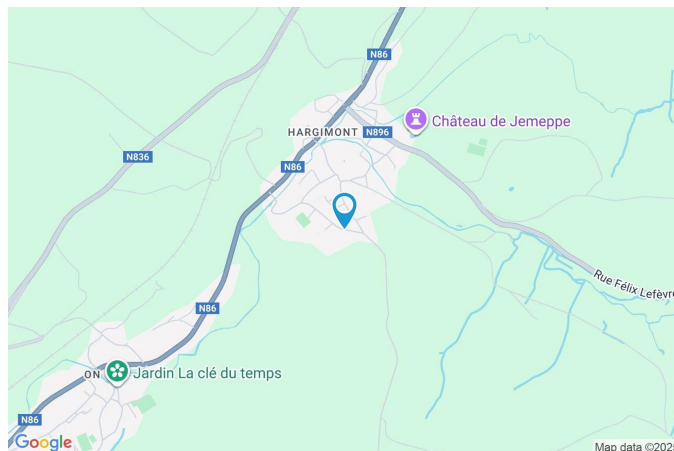 N86
Château de Jemeppe
HARGIMONT
N896
N836
N86
Rue Félix Lefèvre
N86
ON
Jardin La clé du temps
N86
Google
Map data ©2025